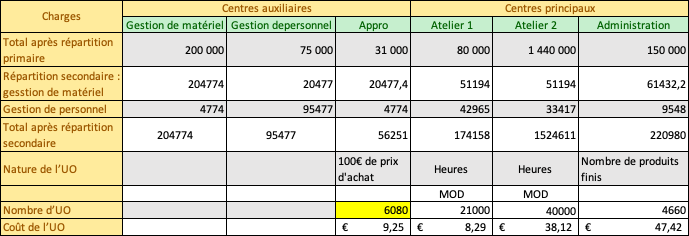 Charges Centres auxiliaires Centres principaux
Gestion de matériel Gestion depersonnel Appro Atelier 1 Atelier 2 Administration
Total après répartition
primaire 200 000 75 000 31 000 80 000 1 440 000 150 000
Répartition secondaire :
gesstion de matériel 204774 20477 20477,4 51194 51194 61432,2
Gestion de personnel 4774 95477 4774 42965 33417 9548
Total après répartition
secondaire 204774 95477 56251 174158 1524611 220980
Nature de l'UO 100€ de prix
d'achat Heures Heures Nombre de produits
finis
MOD MOD
Nombre d'UO 6080 21000 40000 4660
Coût de l'UO € 9,25 € 8,29 € 38,12 € 47,42